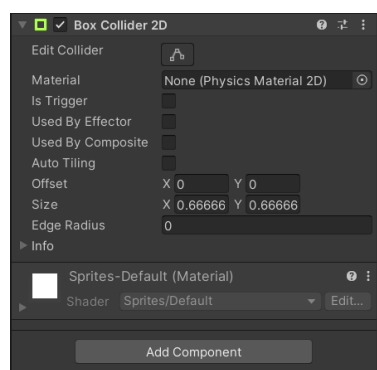 Box Collider 2D
Edit Collider
Material None (Physics Material 2D)
Is Trigger
Used By Effector
Used By Composite
Auto Tiling
Offset X 0 Y 0
Size X 0.66666 Y 0.66666
Edge Radius 0
Info
Sprites-Default (Material)
Shader Sprites/Default Edit...
Add Component